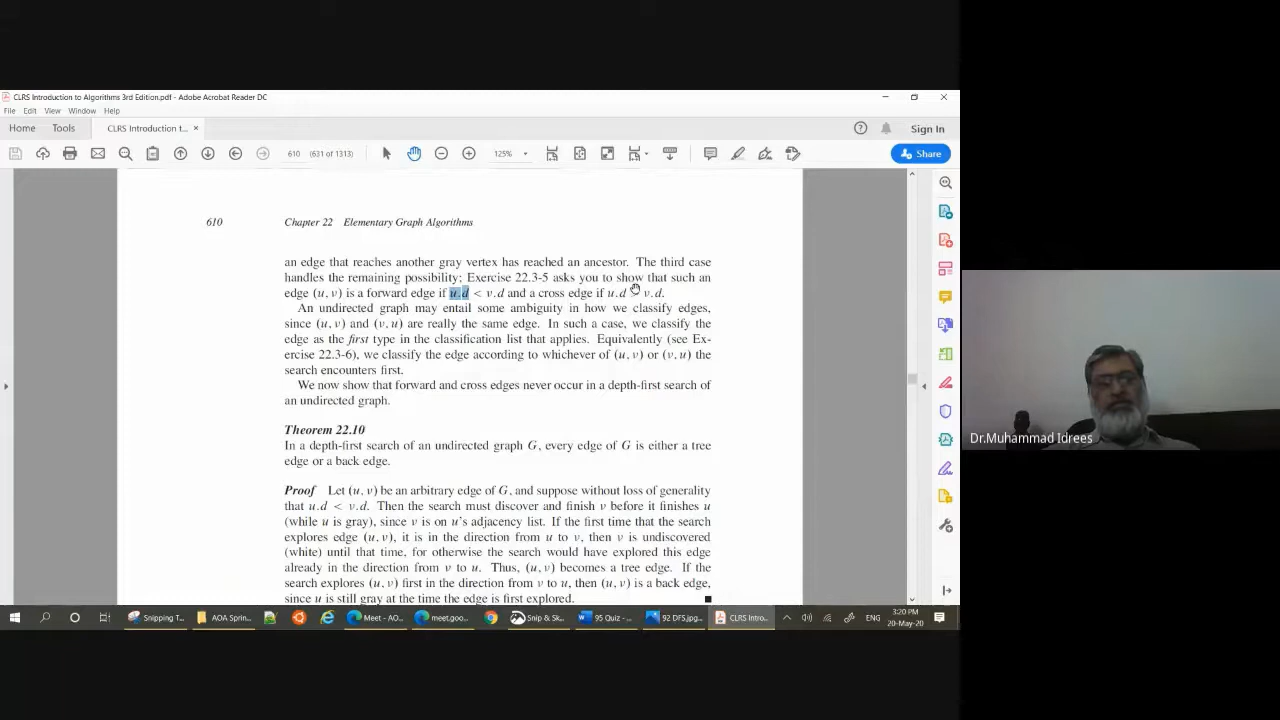 CLRS Introduction to Algorithms 3rd Edition.pdf - Adobe Acrobat Reader DC
File Edit View Window Help
Home Tools CLRS Introduction t... × Sign In
610 (631 of 1313) 125% Share
610 Chapter 22 Elementary Graph Algorithms
an edge that reaches another gray vertex has reached an ancestor. The third case
handles the remaining possibility; Exercise 22.3-5 asks you to show that such an
edge (u, v) is a forward edge if u.d < v.d and a cross edge if u.d v.d.
An undirected graph may entail some ambiguity in how we classify edges,
since (u, v) and (v, u) are really the same edge. In such a case, we classify the
edge as the first type in the classification list that applies. Equivalently (see Ex-
ercise 22.3-6), we classify the edge according to whichever of (u, v) or (v, u) the
search encounters first.
We now show that forward and cross edges never occur in a depth-first search of
an undirected graph.
Theorem 22.10
In a depth-first search of an undirected graph G, every edge of G is either a tree
edge or a back edge.
Proof Let (u, v) be an arbitrary edge of G, and suppose without loss of generality
that u.d < v.d. Then the search must discover and finish v before it finishes u
(while u is gray), since v is on u's adjacency list. If the first time that the search
explores edge (u, v), it is in the direction from u to v, then v is undiscovered
(white) until that time, for otherwise the search would have explored this edge
already in the direction from v to u. Thus, (u, v) becomes a tree edge. If the
search explores (u, v) first in the direction from v to u, then (u, v) is a back edge,
since u is still gray at the time the edge is first explored.
Dr.Muhammad Idrees
Snipping T... AOA Sprin... Meet - AO... meet.goo... Snip & Sk... 95 Quiz - ... 92 DFS.jpg... CLRS Intro... ENG 3:20 PM
20-May-20